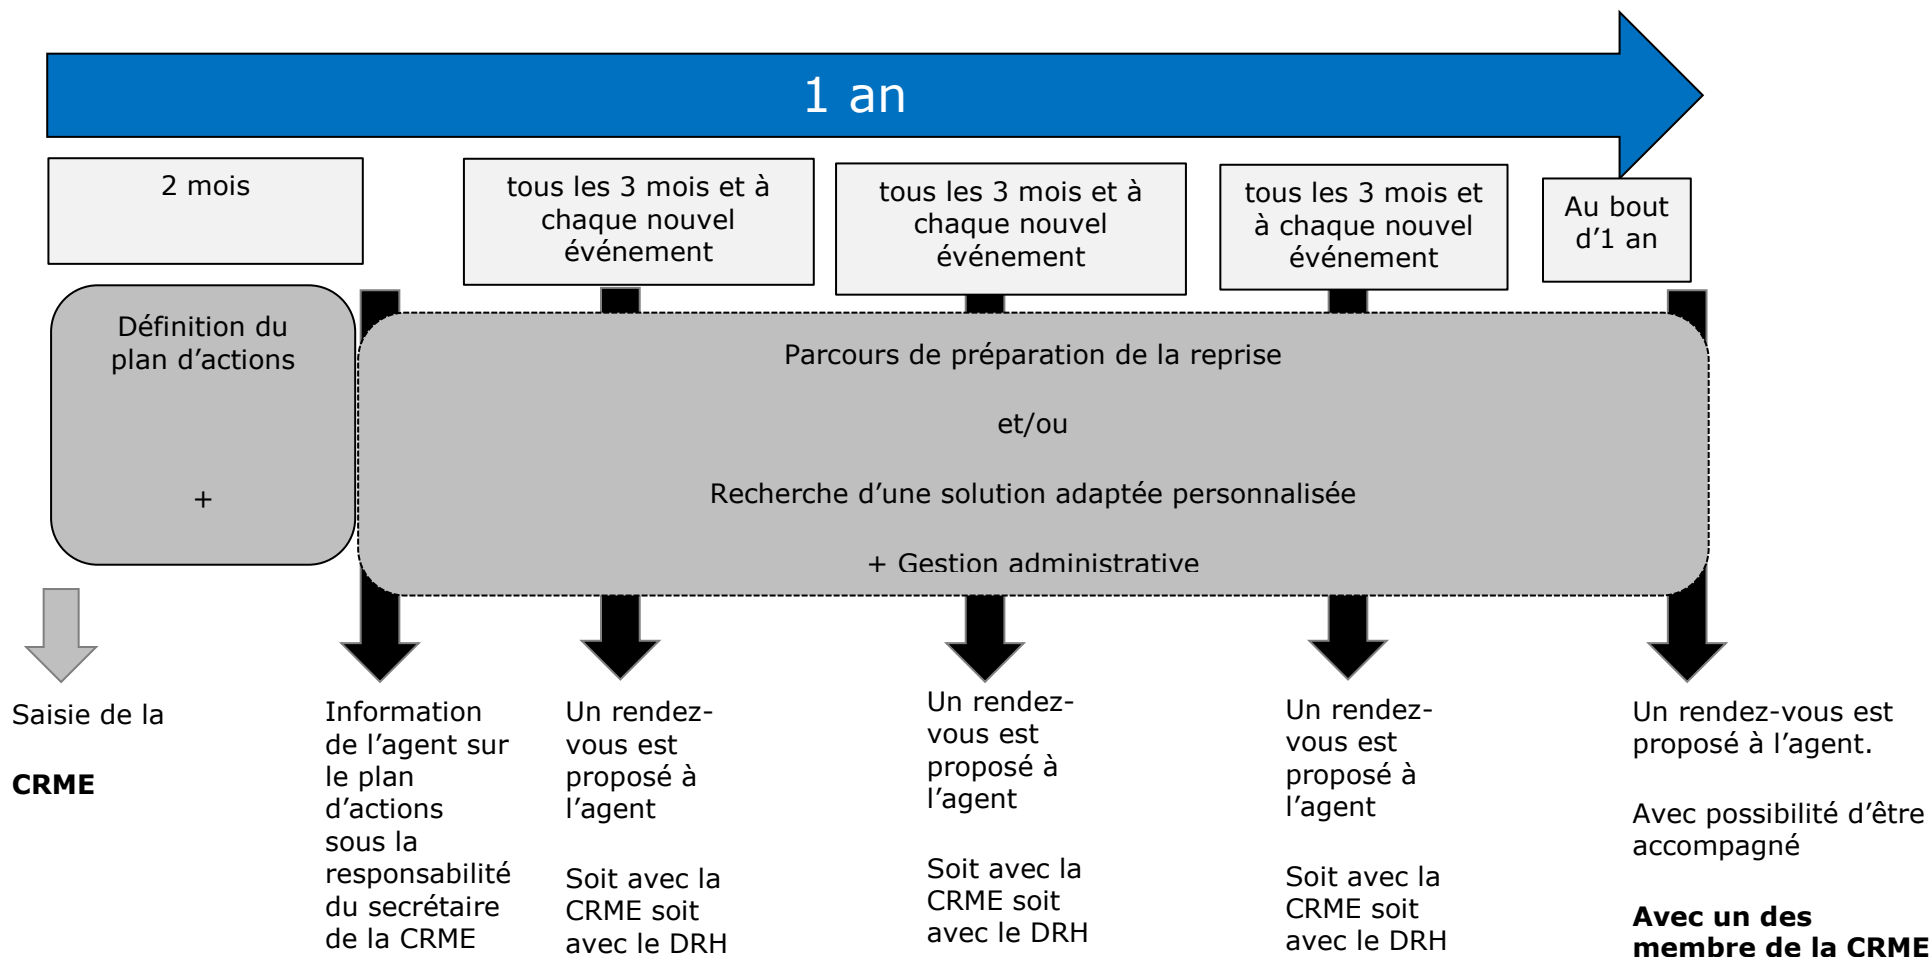 1 an
2 mois
tous les 3 mois et à
chaque nouvel
événement
tous les 3 mois et à
chaque nouvel
événement
tous les 3 mois et
à chaque nouvel
événement
Au bout
d’1 an
Définition du
plan d’actions
+
Parcours de préparation de la reprise
et/ou
Recherche d’une solution adaptée personnalisée
+ Gestion administrative
Saisie de la
CRME
Information
de l’agent sur
le plan
d’actions
sous la
responsabilité
du secrétaire
de la CRME
Un rendez-
vous est
proposé à
l’agent
Soit avec la
CRME soit
avec le DRH
Un rendez-
vous est
proposé à
l’agent
Soit avec la
CRME soit
avec le DRH
Un rendez-
vous est
proposé à
l’agent
Soit avec la
CRME soit
avec le DRH
Un rendez-vous est
proposé à l’agent.
Avec possibilité d’être
accompagné
Avec un des
membre de la CRME